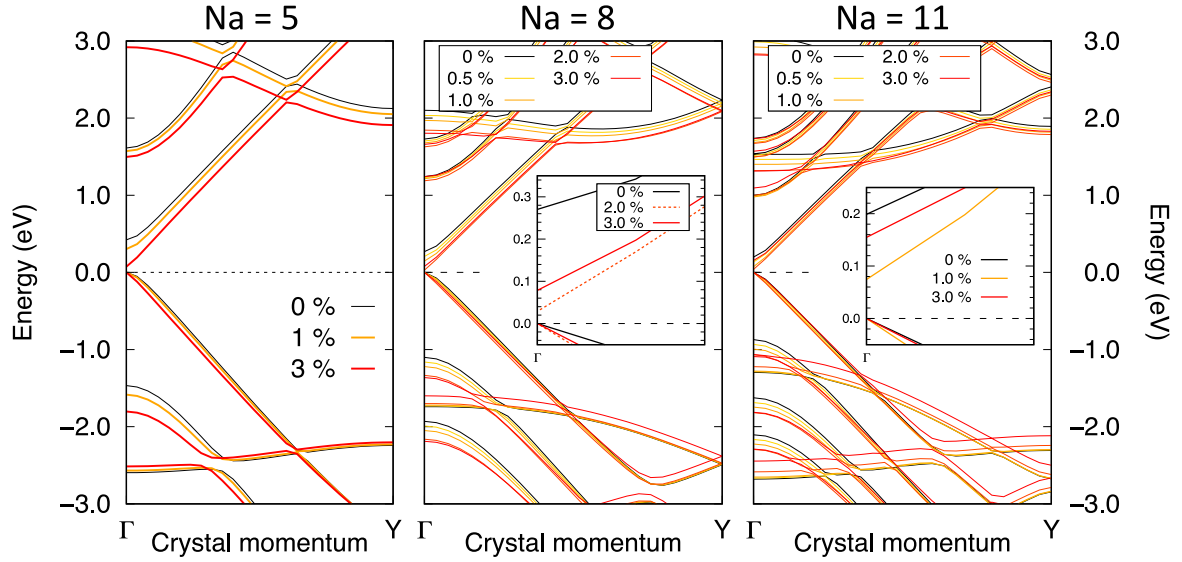 Na = 5
Na = 8
Na = 11
Energy (eV)
3.0
2.0
1.0
0.0
−1.0
−2.0
−3.0
0 %
1 %
3 %
Γ
Y
Crystal momentum
0 %
0.5 %
1.0 %
2.0 %
3.0 %
0.3
0.2
0.1
0.0
Γ
0 %
2.0 %
3.0 %
Γ
Y
Crystal momentum
0 %
0.5 %
1.0 %
2.0 %
3.0 %
0.2
0.1
0.0
Γ
0 %
1.0 %
3.0 %
Γ
Y
Crystal momentum
3.0
2.0
1.0
0.0
−1.0
−2.0
−3.0
Energy (eV)